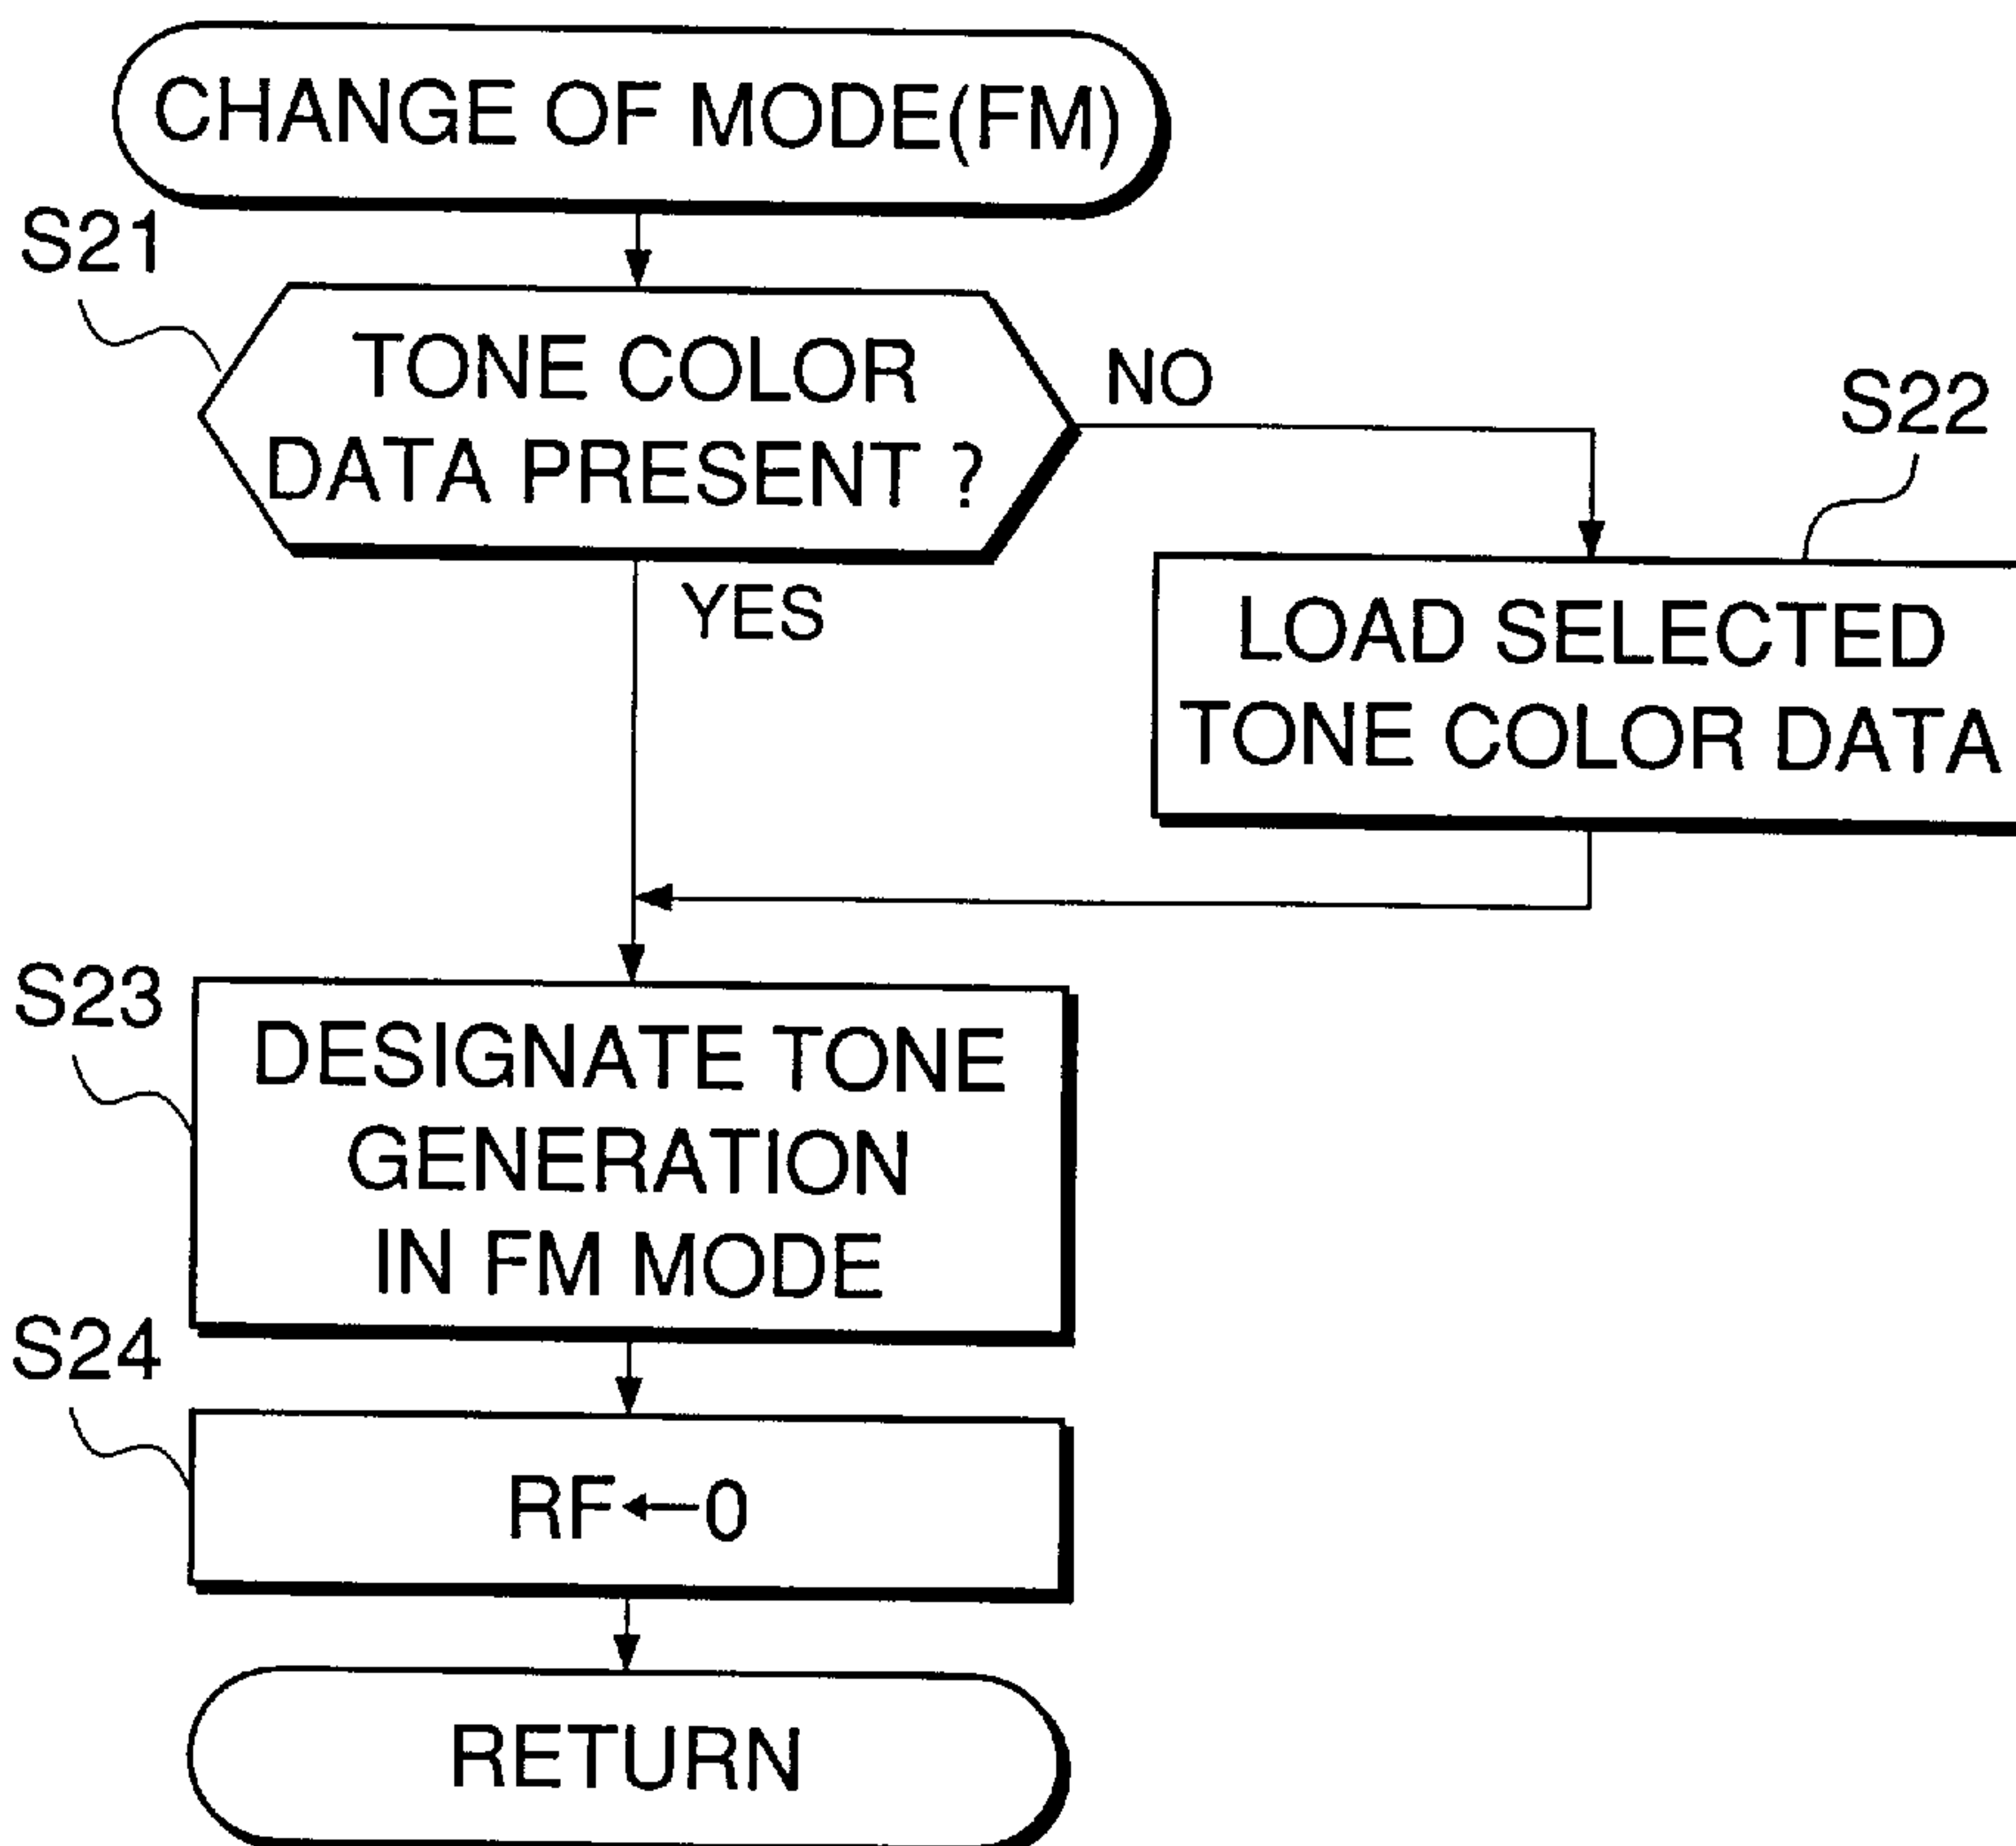 CHANGE OF MODE(FM)
S21
TONE COLOR
DATA PRESENT ?
NO
S22
YES
LOAD SELECTED
TONE COLOR DATA
S23
DESIGNATE TONE
GENERATION
IN FM MODE
S24
RF←0
RETURN